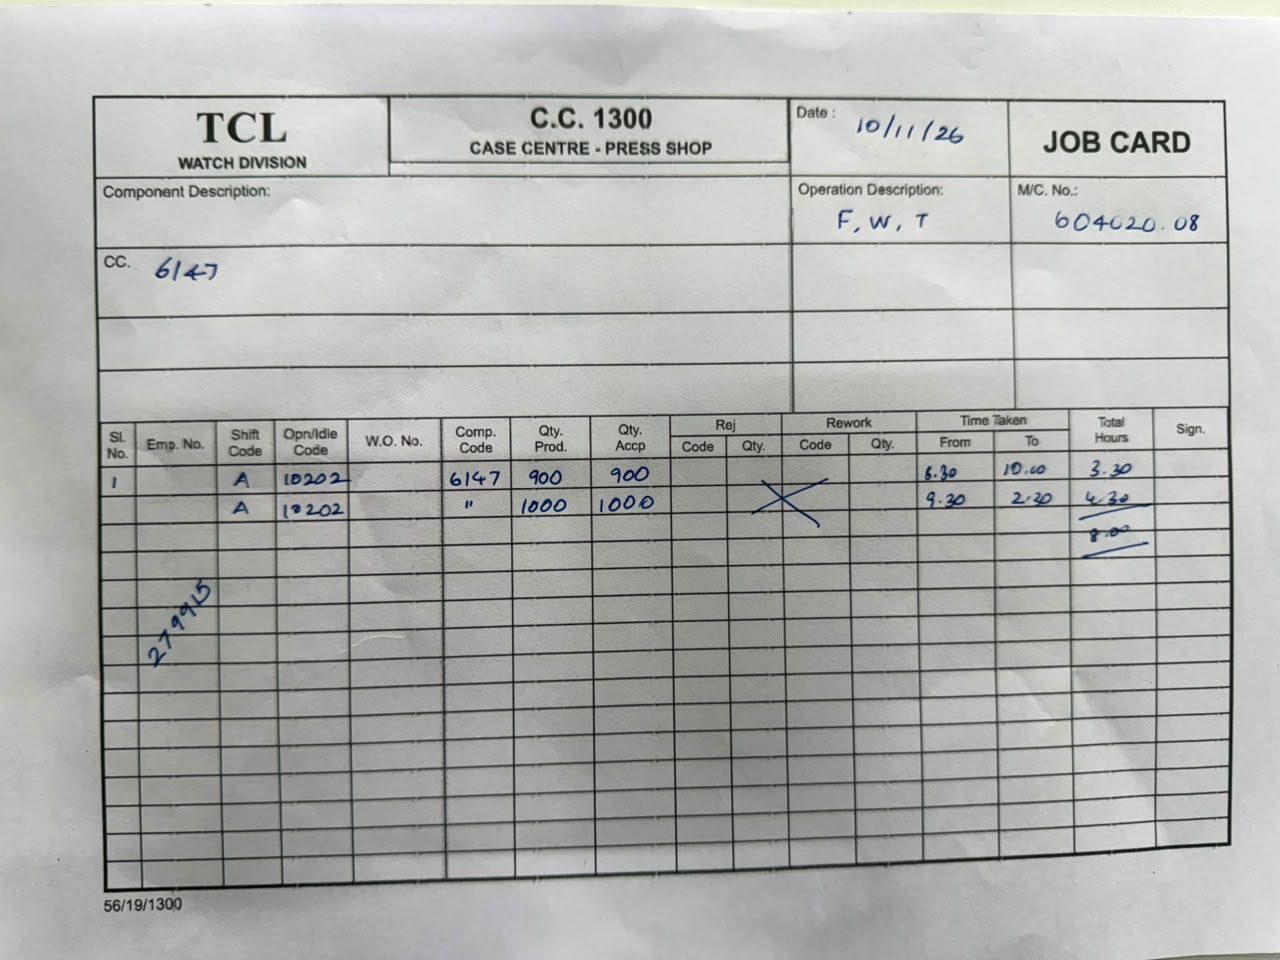 TCL
WATCH DIVISION
C.C. 1300
CASE CENTRE - PRESS SHOP
Date : 10/11/26
JOB CARD
Component Description:
Operation Description:
F, W, T
M/C. No.:
604020.08
CC. 6147
Sl. No. Emp. No. Shift Code Opn/Idle Code W.O. No. Comp. Code Qty. Prod. Qty. Accp Rej Code Qty. Rework Code Qty. Time Taken From To Total Hours Sign.
1 A 10202 6147 900 900 6.30 10.00 3.30
A 10202 " 1000 1000 9.30 2.30 4.30
8.00
279915
56/19/1300